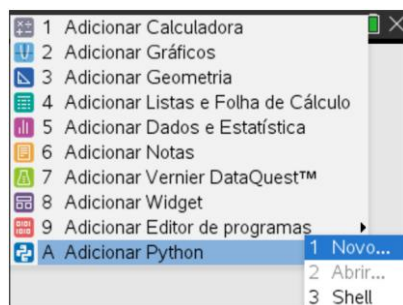 1 Adicionar Calculadora
2 Adicionar Gráficos
3 Adicionar Geometria
4 Adicionar Listas e Folha de Cálculo
5 Adicionar Dados e Estatística
6 Adicionar Notas
7 Adicionar Vernier DataQuest™
8 Adicionar Widget
9 Adicionar Editor de programas
A Adicionar Python
1 Novo...
2 Abrir...
3 Shell